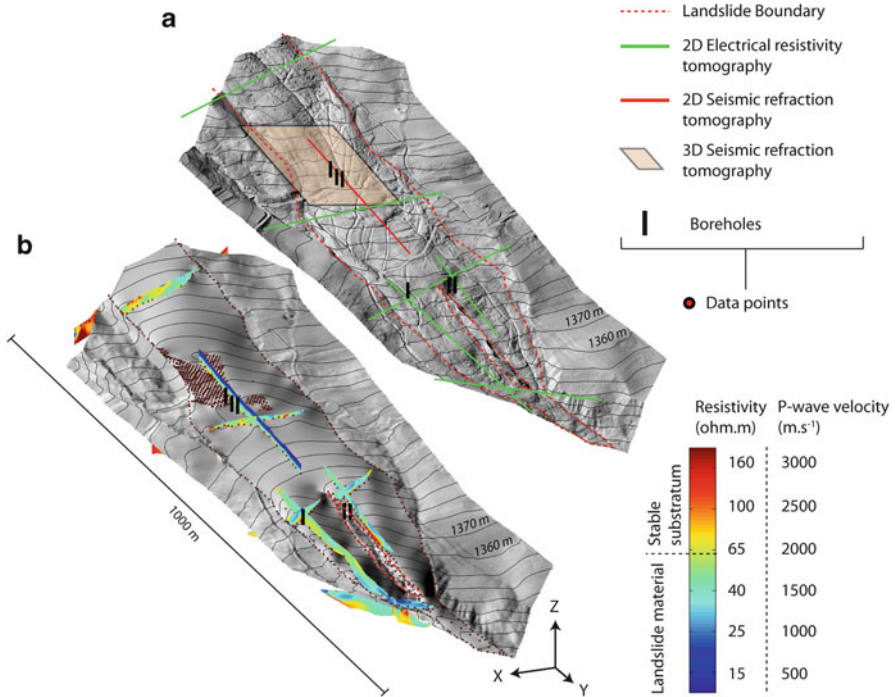 a
Landslide Boundary
2D Electrical resistivity
tomography
2D Seismic refraction
tomography
3D Seismic refraction
tomography
Boreholes
Data points
1370 m
1360 m
b
1000 m
1370 m
1360 m
Z
X
Y
Resistivity
(ohm.m)
P-wave velocity
(m.s⁻¹)
Stable
substratum
Landslide material
160 3000
100 2500
65 2000
40 1500
25 1000
15 500